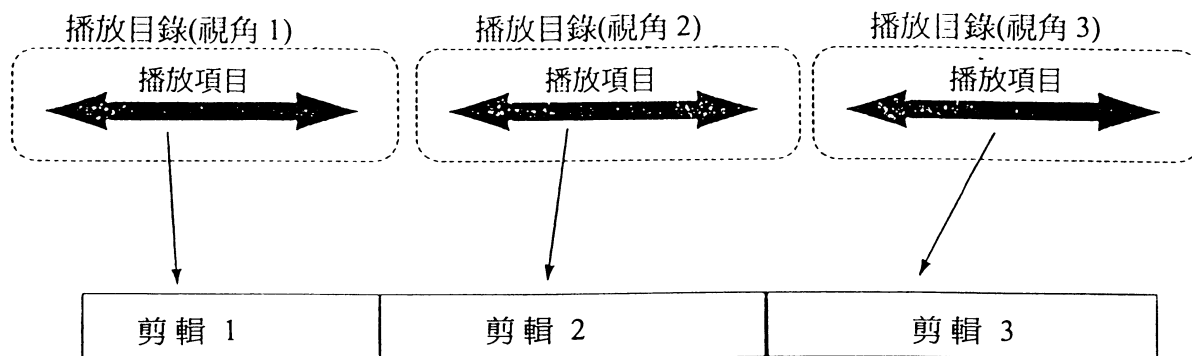 播放目錄(視角 1)
播放目錄(視角 2)
播放目錄(視角 3)
播放項目
播放項目
播放項目
剪輯 1
剪輯 2
剪輯 3